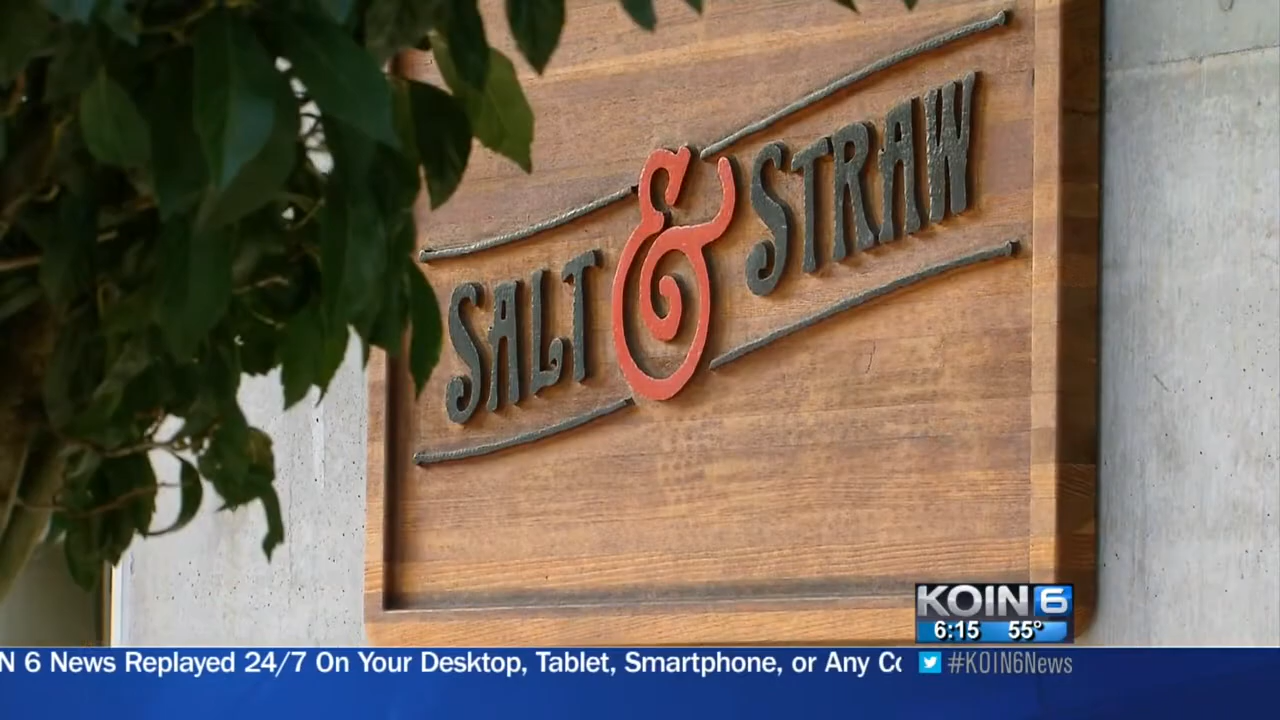 SALT & STRAW
KOIN 6
6:15 55°
N 6 News Replayed 24/7 On Your Desktop, Tablet, Smartphone, or Any Co
#KOIN6News